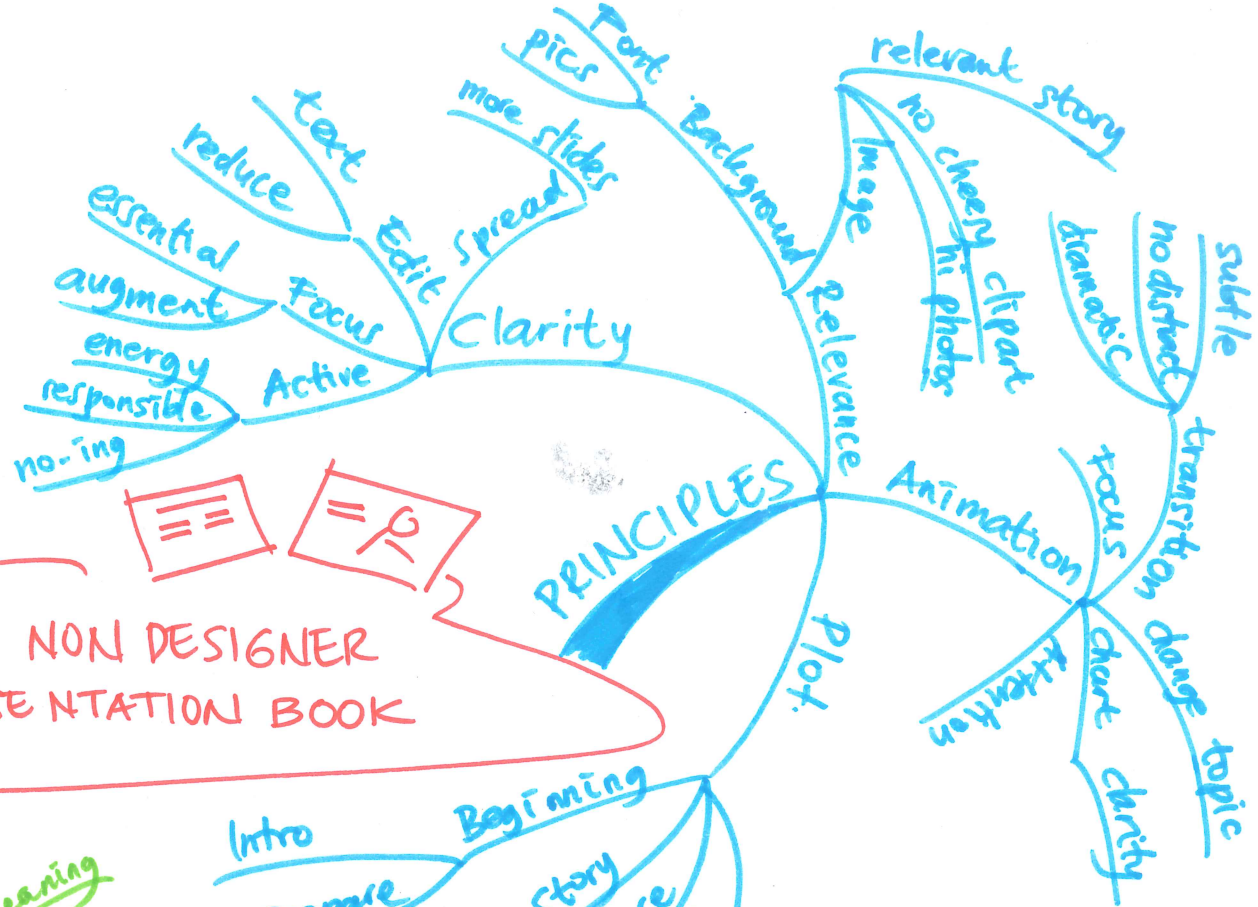 Font
pics
Background
more slides
Spread
text
reduce
Edit
essential
augment
Focus
energy
responsible
no-ing
Active
Clarity
relevant story
no cheezy clipart
hi photos
Image
Relevance
subtle
no distract
dramatic
transition
focus
Animation
change topic
chart
clarity
attention
PRINCIPLES
Plot
NON DESIGNER
ENTATION BOOK
Beginning
Intro
story
eaning